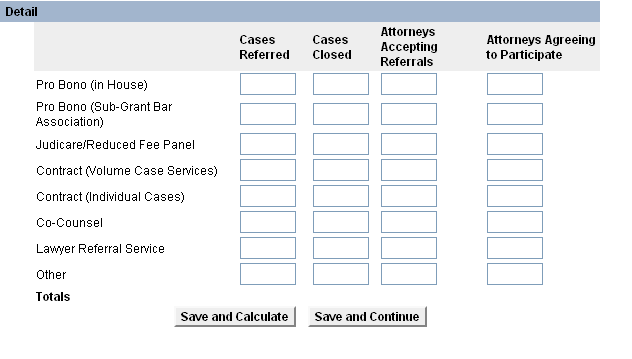 Detail
Cases Referred
Cases Closed
Attorneys Accepting Referrals
Attorneys Agreeing to Participate
Pro Bono (in House)
Pro Bono (Sub-Grant Bar
Association)
Judicare/Reduced Fee Panel
Contract (Volume Case Services)
Contract (Individual Cases)
Co-Counsel
Lawyer Referral Service
Other
Totals
Save and Calculate Save and Continue